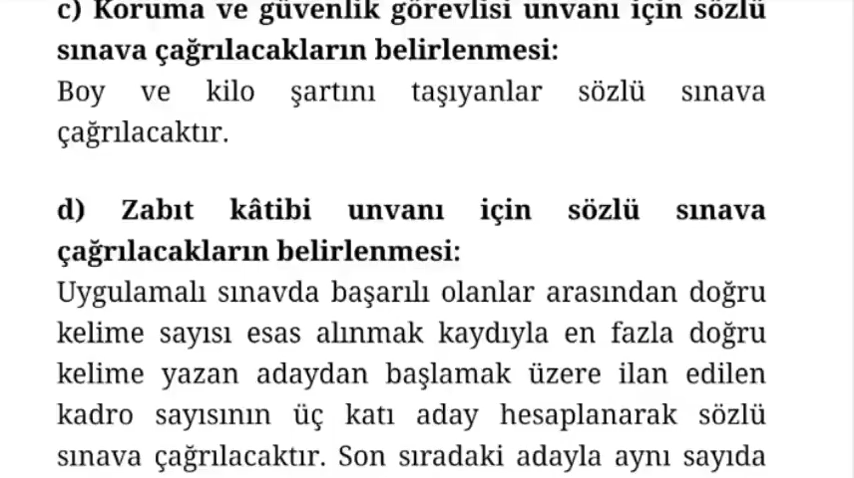 c) Koruma ve güvenlik görevlisi unvanı için sözlü
sınava çağrılacakların belirlenmesi:
Boy ve kilo şartını taşıyanlar sözlü sınava
çağrılacaktır.
d) Zabıt kâtibi unvanı için sözlü sınava
çağrılacakların belirlenmesi:
Uygulamalı sınavda başarılı olanlar arasından doğru
kelime sayısı esas alınmak kaydıyla en fazla doğru
kelime yazan adaydan başlamak üzere ilan edilen
kadro sayısının üç katı aday hesaplanarak sözlü
sınava çağrılacaktır. Son sıradaki adayla aynı sayıda